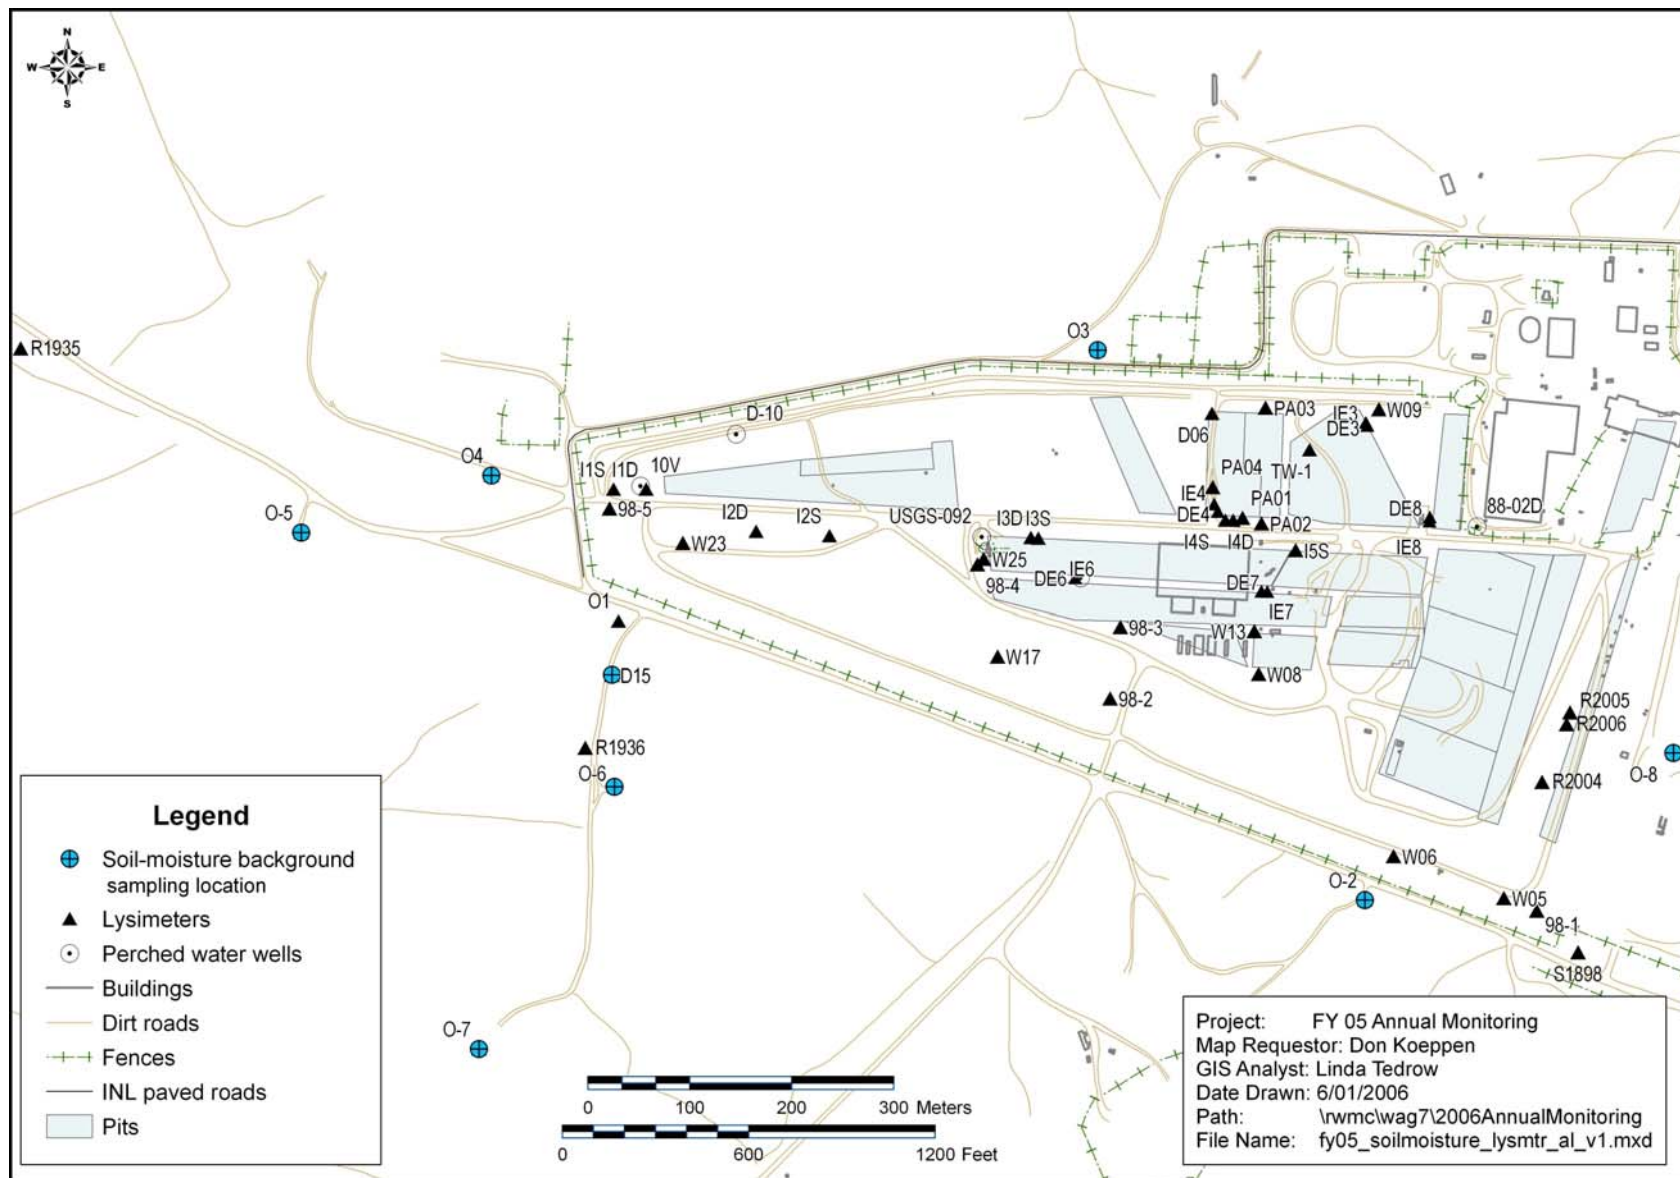 N
W E
S
R1935
O3
D-10
O4
I1S I1D 10V
98-5
O-5
W23
I2D
I2S
USGS-092
I3D I3S
W25
98-4
DE6
IE6
D06
PA03
IE3
DE3
W09
PA04
TW-1
IE4
PA01
DE4
PA02
I4S
I4D
I5S
DE8
IE8
88-02D
DE7
IE7
W13
W08
98-3
W17
98-2
O1
D15
R1936
O-6
O-7
R2005
R2006
R2004
O-8
W06
O-2
W05
98-1
S1898
Legend
Soil-moisture background
sampling location
Lysimeters
Perched water wells
Buildings
Dirt roads
Fences
INL paved roads
Pits
0 100 200 300 Meters
0 600 1200 Feet
Project: FY 05 Annual Monitoring
Map Requestor: Don Koeppen
GIS Analyst: Linda Tedrow
Date Drawn: 6/01/2006
Path: \rwmc\wag7\2006AnnualMonitoring
File Name: fy05_soilmoisture_lysmtr_al_v1.mxd